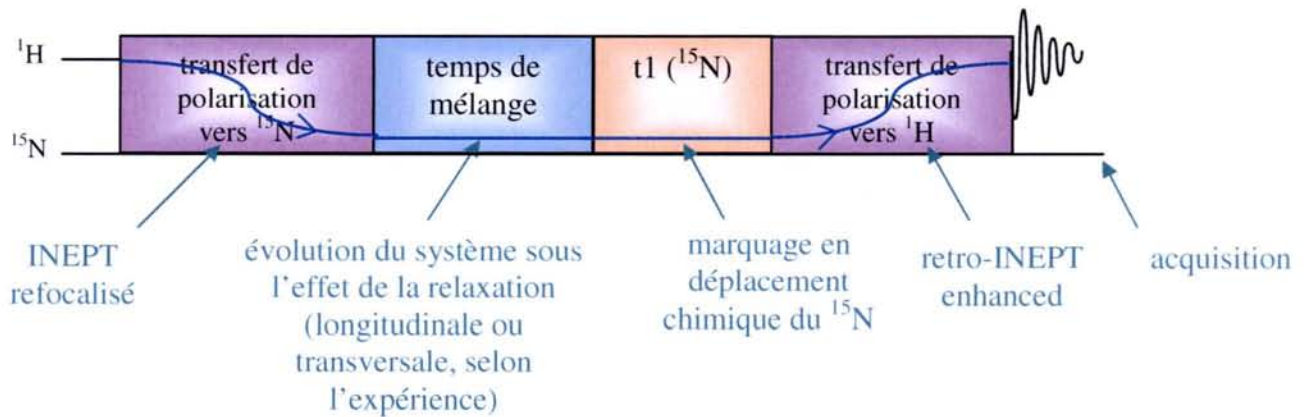 ¹H
transfert de
polarisation
vers ¹⁵N
temps de
mélange
t1 (¹⁵N)
transfert de
polarisation
vers ¹H
¹⁵N
INEPT
refocalisé
évolution du système sous
l'effet de la relaxation
(longitudinale ou
transversale, selon
l'expérience)
marquage en
déplacement
chimique du ¹⁵N
retro-INEPT
enhanced
acquisition